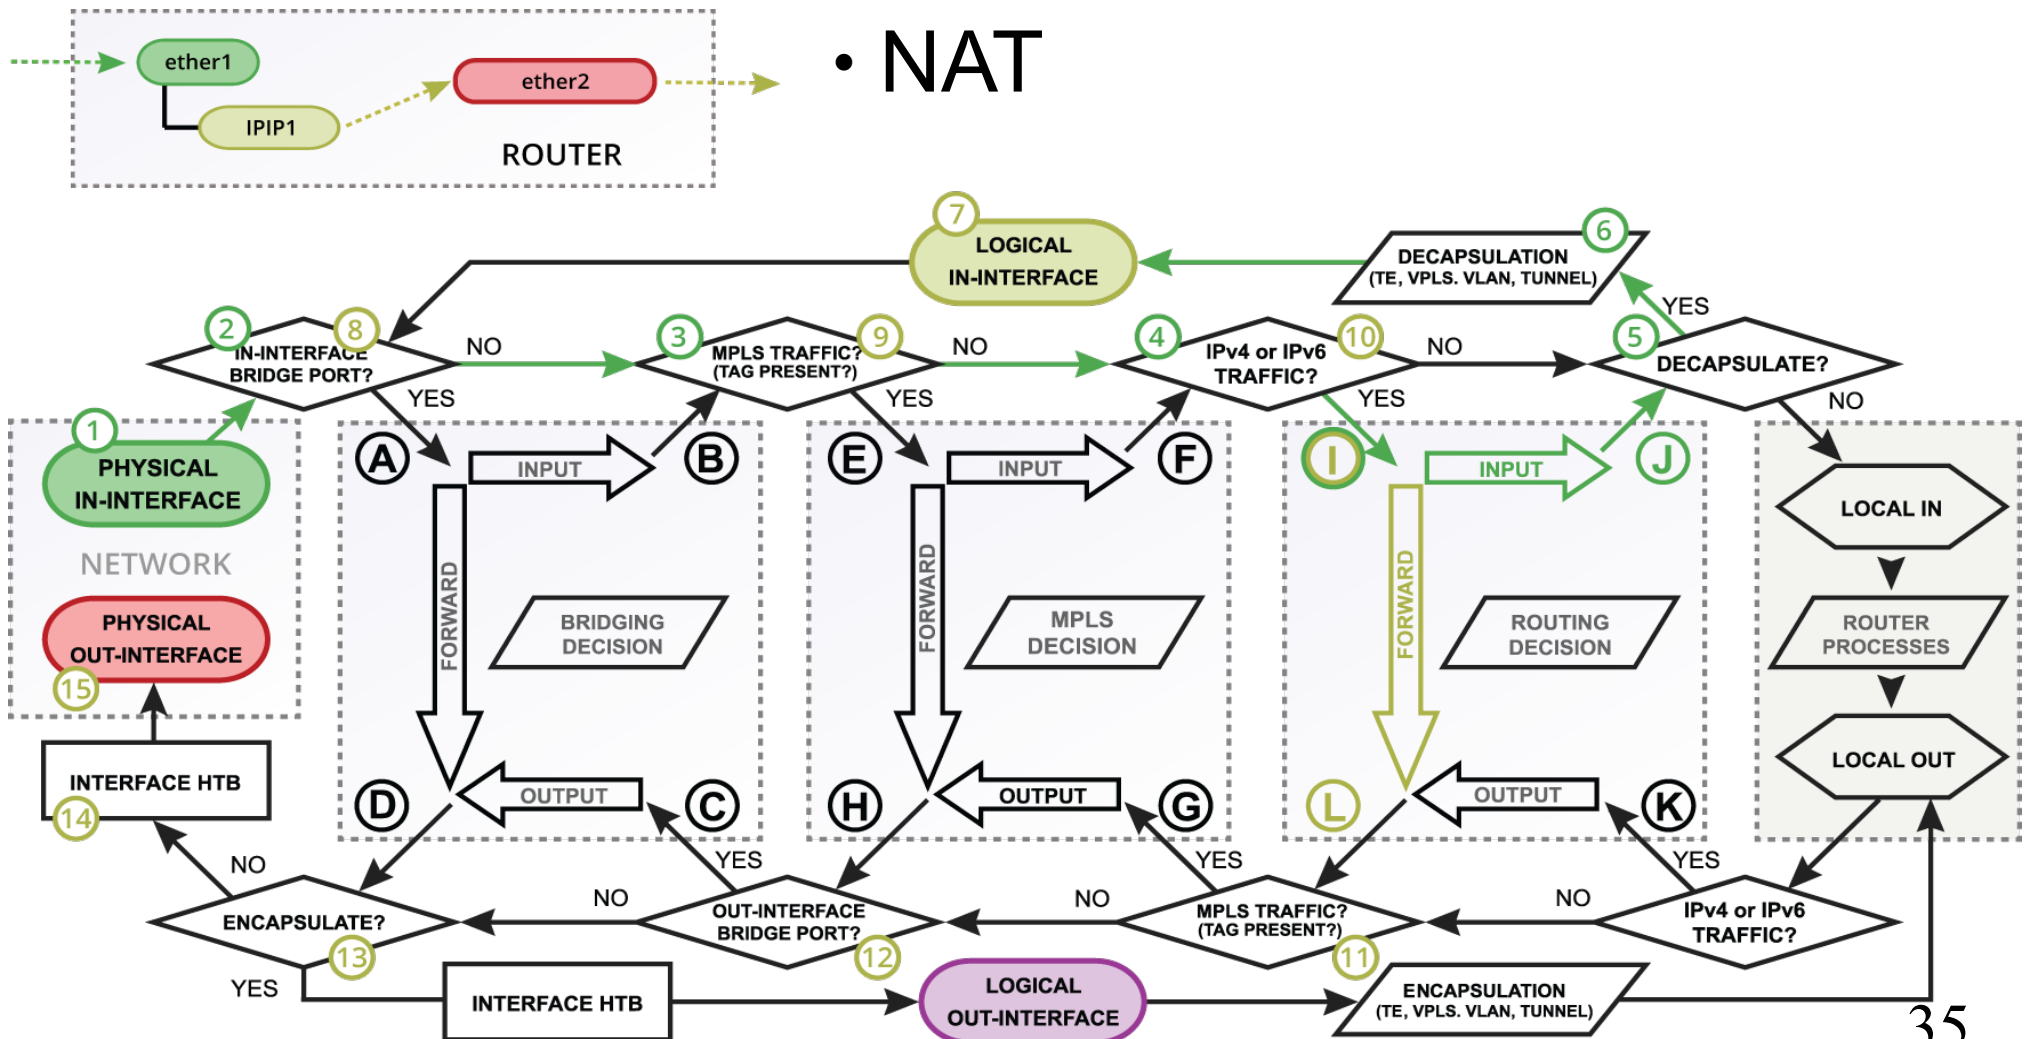 ether1
ether2
IPIP1
ROUTER
• NAT
7
LOGICAL
IN-INTERFACE
6
DECAPSULATION
(TE, VPLS. VLAN, TUNNEL)
YES
2
8
IN-INTERFACE
BRIDGE PORT?
NO
3
9
MPLS TRAFFIC?
(TAG PRESENT?)
NO
4
10
IPv4 or IPv6
TRAFFIC?
NO
5
DECAPSULATE?
YES
YES
YES
NO
1
PHYSICAL
IN-INTERFACE
NETWORK
PHYSICAL
OUT-INTERFACE
15
INTERFACE HTB
14
A
INPUT
B
FORWARD
BRIDGING
DECISION
D
OUTPUT
C
E
INPUT
F
FORWARD
MPLS
DECISION
H
OUTPUT
G
I
INPUT
J
FORWARD
ROUTING
DECISION
L
OUTPUT
K
LOCAL IN
ROUTER
PROCESSES
LOCAL OUT
NO
YES
YES
YES
ENCAPSULATE?
13
NO
OUT-INTERFACE
BRIDGE PORT?
12
NO
MPLS TRAFFIC?
(TAG PRESENT?)
11
NO
IPv4 or IPv6
TRAFFIC?
YES
INTERFACE HTB
LOGICAL
OUT-INTERFACE
ENCAPSULATION
(TE, VPLS. VLAN, TUNNEL)
35